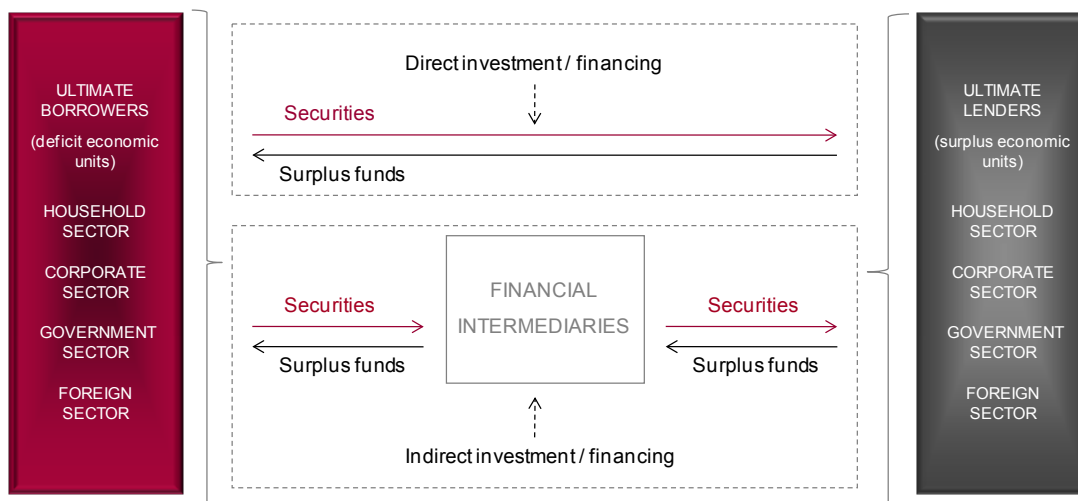 ULTIMATE
BORROWERS
(deficit economic
units)
HOUSEHOLD
SECTOR
CORPORATE
SECTOR
GOVERNMENT
SECTOR
FOREIGN
SECTOR
Direct investment / financing
Securities
Surplus funds
Securities
Surplus funds
FINANCIAL
INTERMEDIARIES
Securities
Surplus funds
Indirect investment / financing
ULTIMATE
LENDERS
(surplus economic
units)
HOUSEHOLD
SECTOR
CORPORATE
SECTOR
GOVERNMENT
SECTOR
FOREIGN
SECTOR